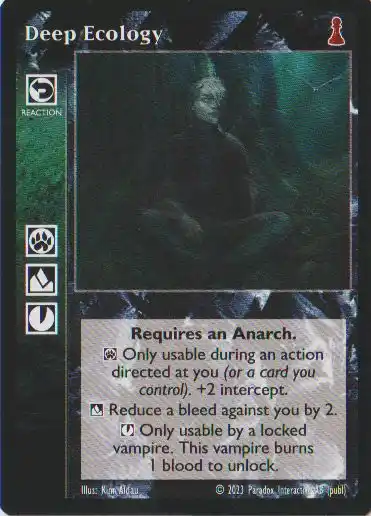 Deep Ecology
REACTION
Requires an Anarch.
Only usable during an action
directed at you (or a card you
control). +2 intercept.
Reduce a bleed against you by 2.
Only usable by a locked
vampire. This vampire burns
1 blood to unlock.
Illus: Kim Aldau
© 2023 Paradox Interactive AB (publ)